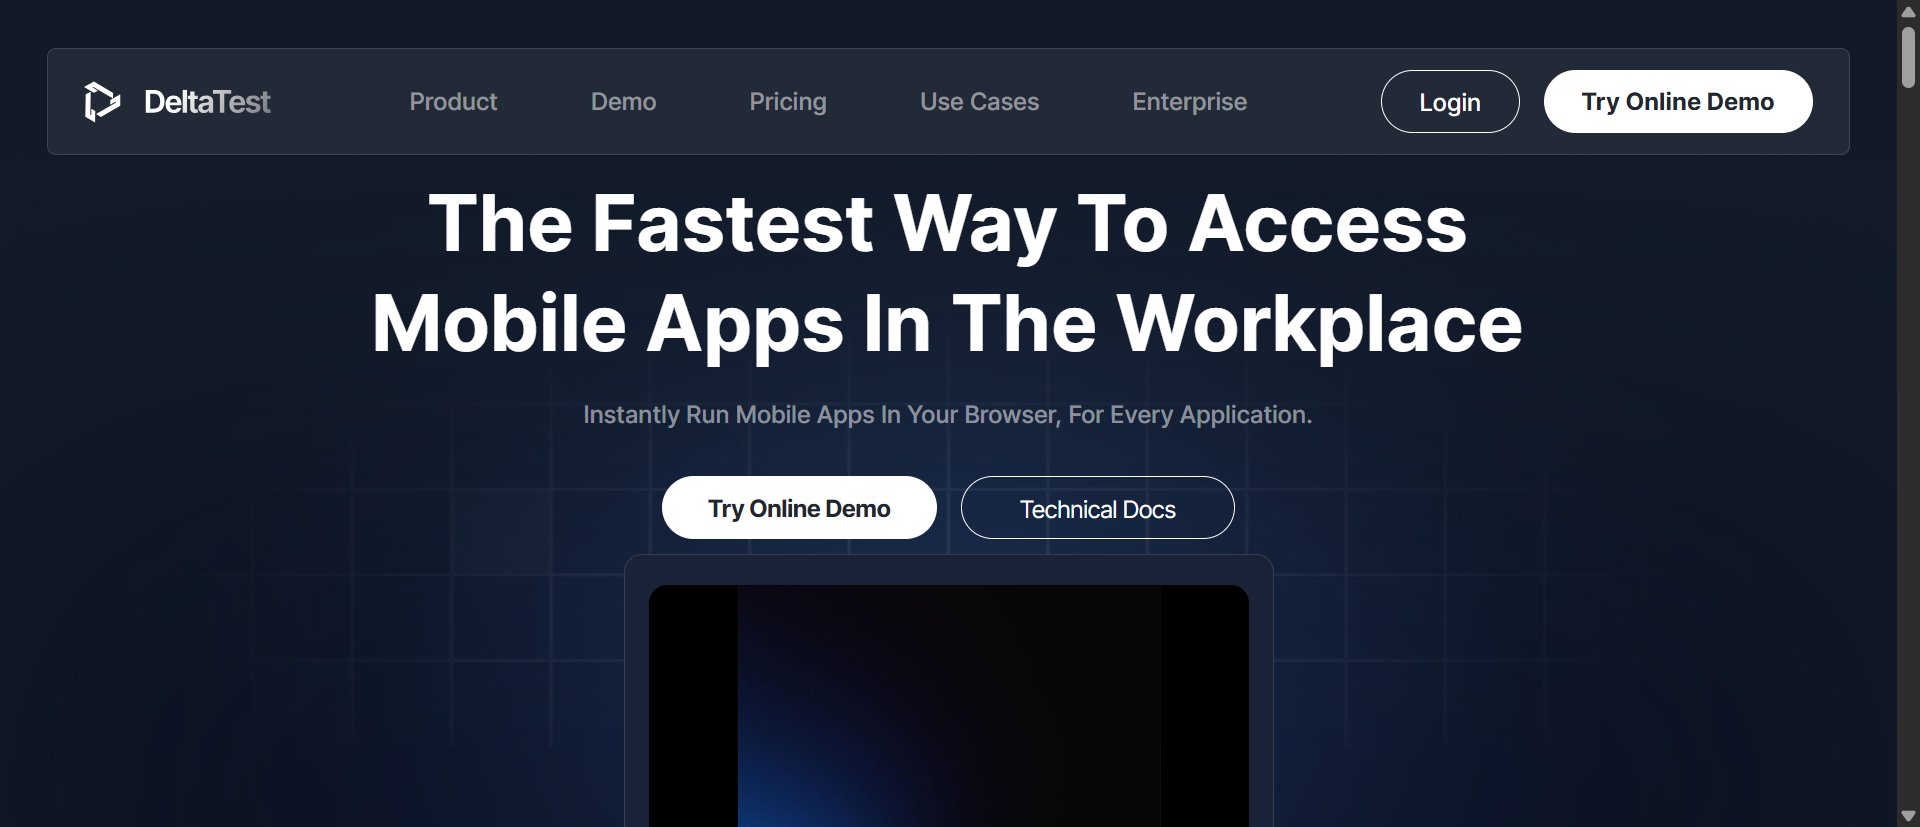 DeltaTest
Product
Demo
Pricing
Use Cases
Enterprise
Login
Try Online Demo
The Fastest Way To Access
Mobile Apps In The Workplace
Instantly Run Mobile Apps In Your Browser, For Every Application.
Try Online Demo
Technical Docs